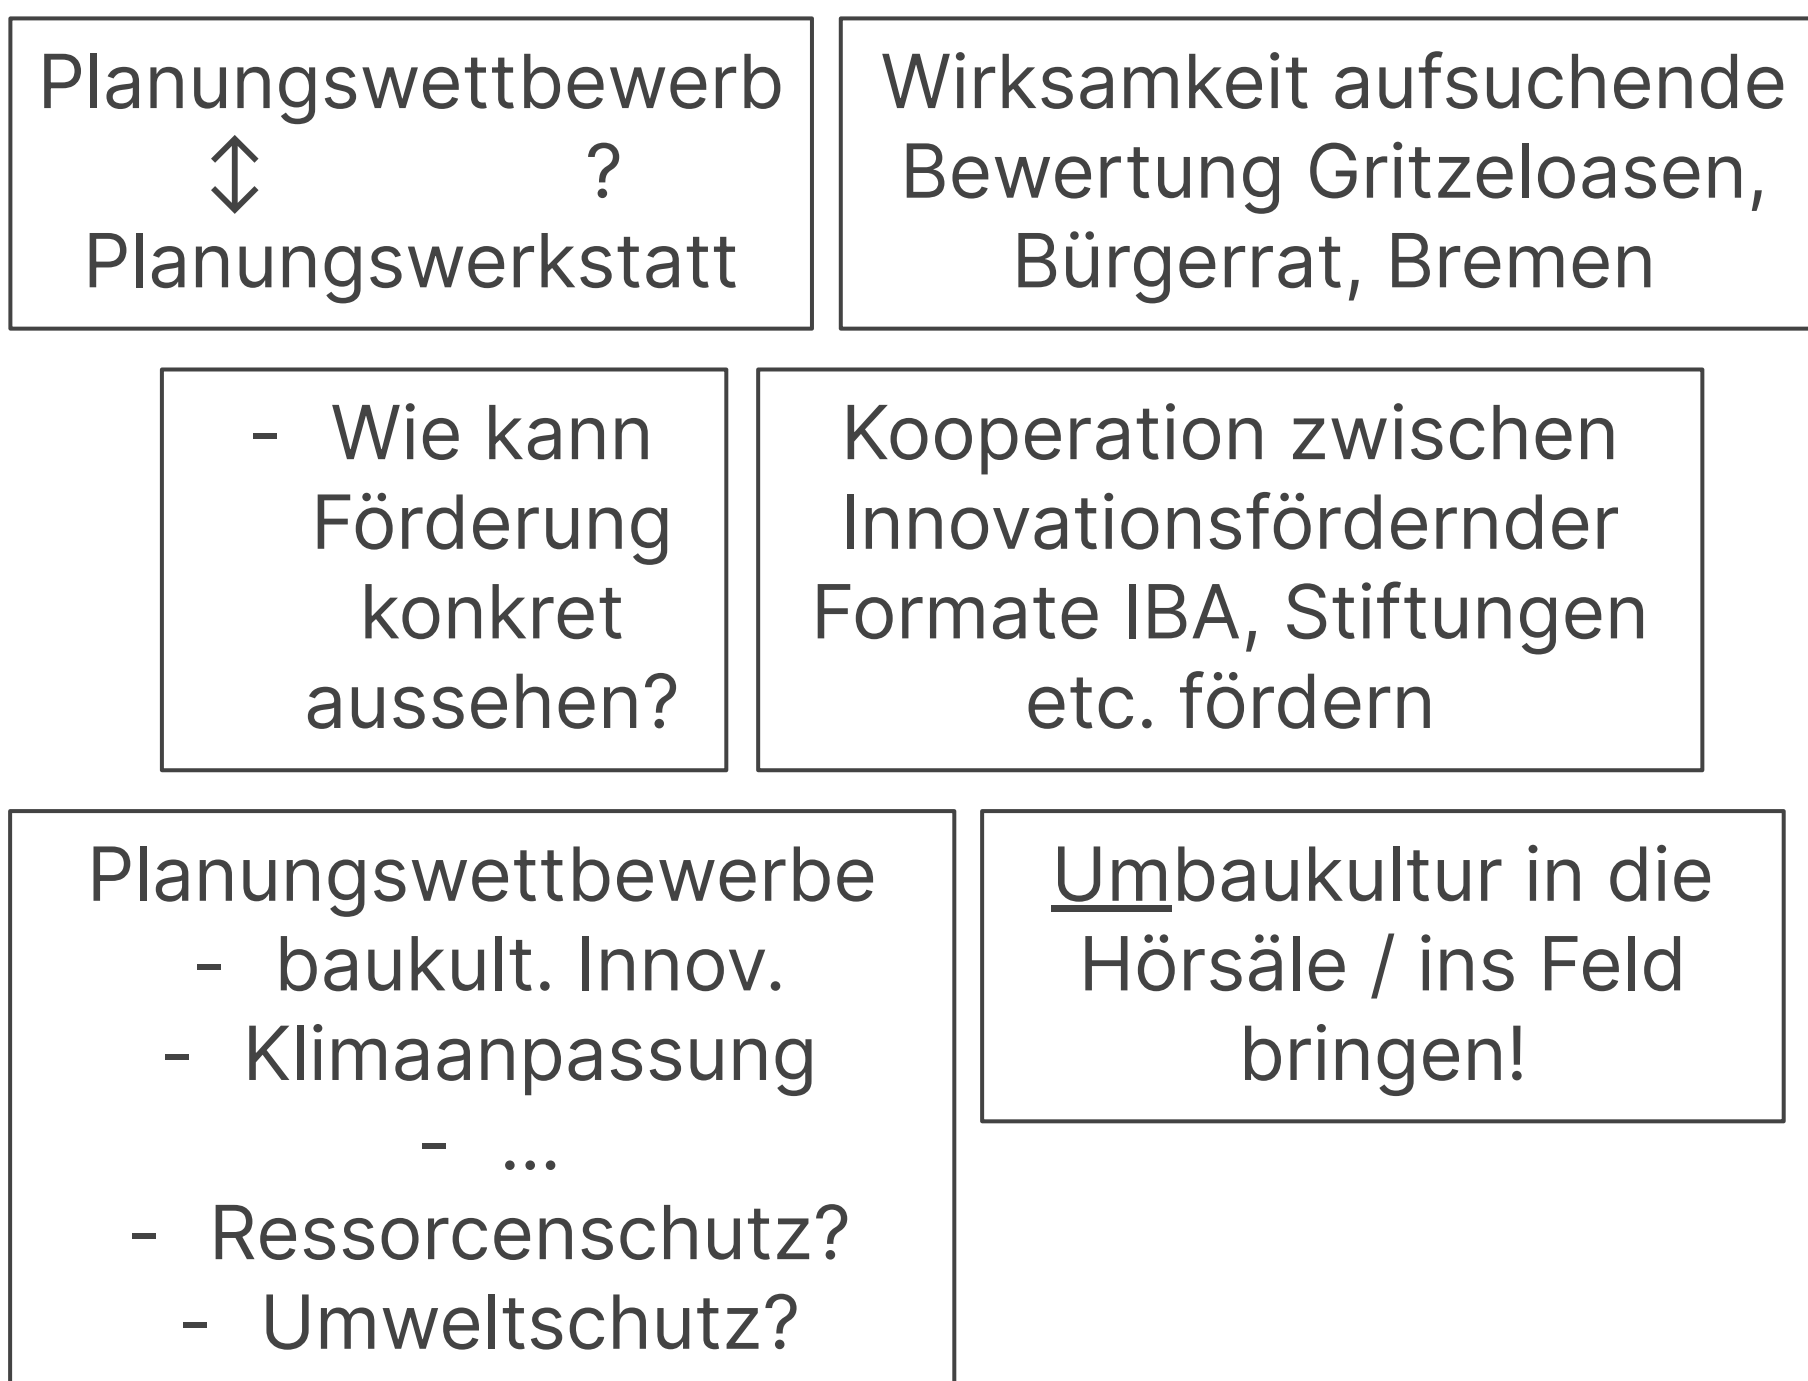 Planungswettbewerb
↕ ?
Planungswerkstatt
Wirksamkeit aufsuchende
Bewertung Gritzeloasen,
Bürgerrat, Bremen
- Wie kann
Förderung
konkret
aussehen?
Kooperation zwischen
Innovationsfördernder
Formate IBA, Stiftungen
etc. fördern
Planungswettbewerbe
- baukult. Innov.
- Klimaanpassung
- ...
- Ressorcenschutz?
- Umweltschutz?
Umbaukultur in die
Hörsäle / ins Feld
bringen!